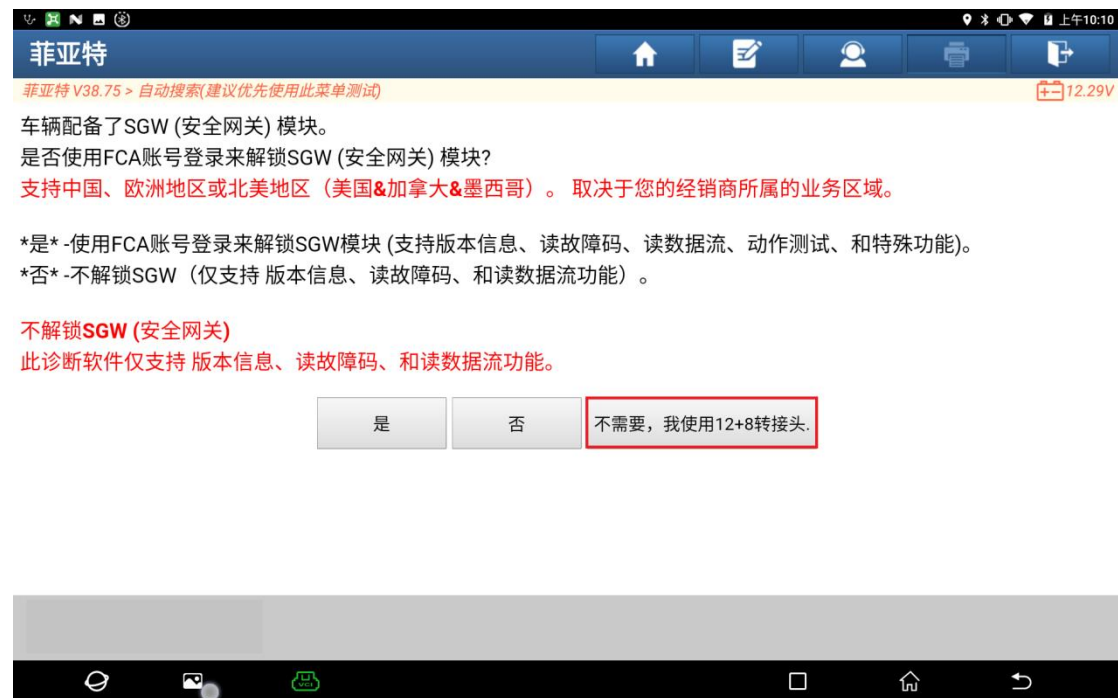 上午10:10
菲亚特
菲亚特 V38.75 > 自动搜索(建议优先使用此菜单测试)
12.29V
车辆配备了SGW (安全网关) 模块。
是否使用FCA账号登录来解锁SGW (安全网关) 模块?
支持中国、欧洲地区或北美地区（美国&加拿大&墨西哥）。 取决于您的经销商所属的业务区域。
*是* -使用FCA账号登录来解锁SGW模块 (支持版本信息、读故障码、读数据流、动作测试、和特殊功能)。
*否* -不解锁SGW（仅支持 版本信息、读故障码、和读数据流功能）。
不解锁SGW (安全网关)
此诊断软件仅支持 版本信息、读故障码、和读数据流功能。
是
否
不需要，我使用12+8转接头.
VCI